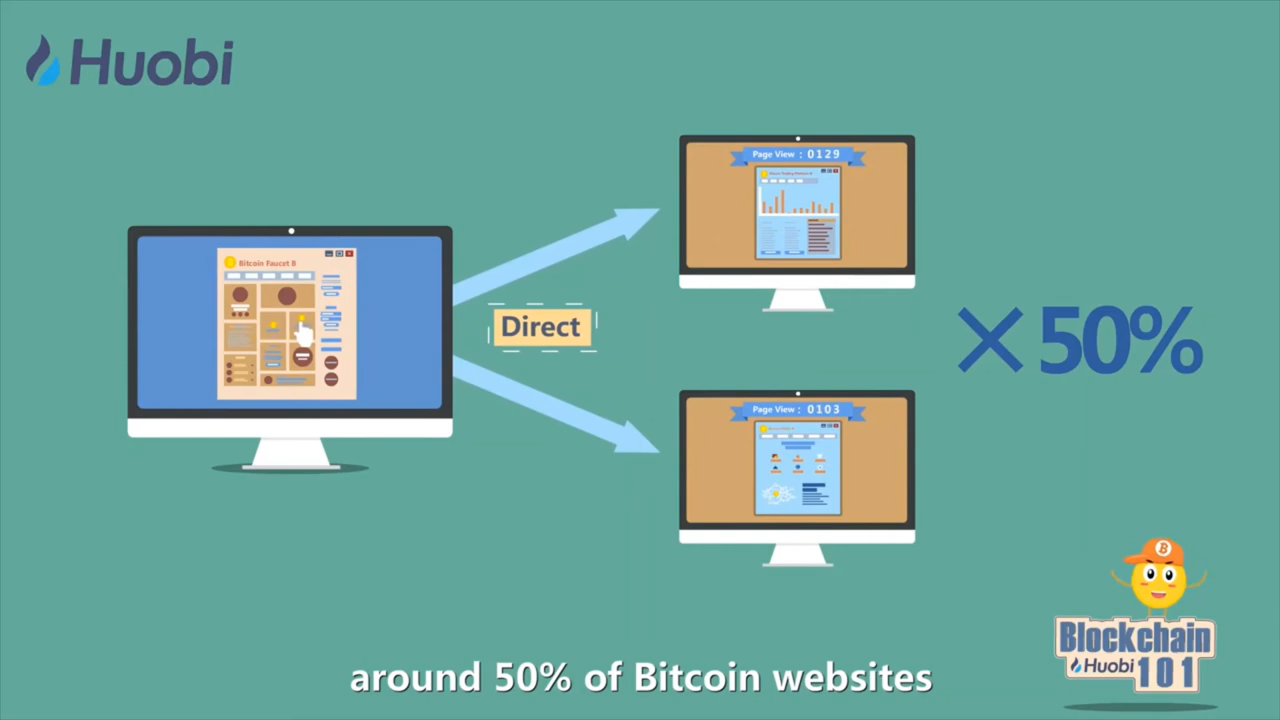 Huobi
Page View : 0129
Bitcoin Faucet B
Direct
×50%
Page View : 0103
Blockchain
Huobi 101
around 50% of Bitcoin websites